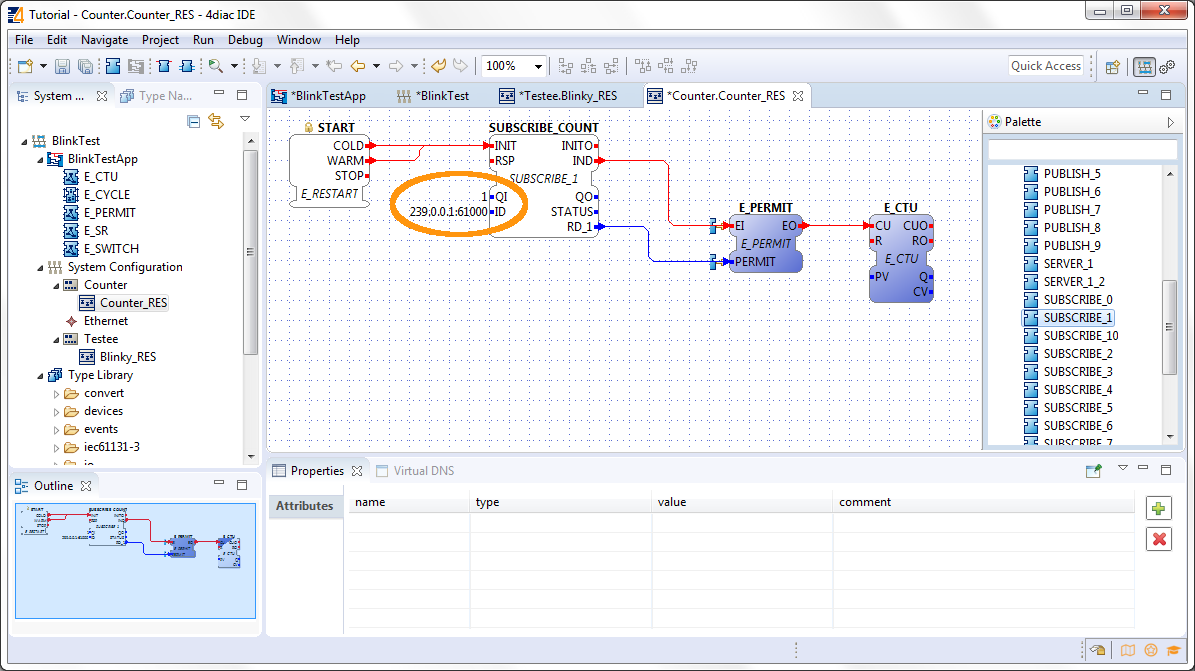 Tutorial - Counter.Counter_RES - 4diac IDE
File Edit Navigate Project Run Debug Window Help
100% Quick Access
System ... Type Na...
BlinkTest
BlinkTestApp
E_CTU
E_CYCLE
E_PERMIT
E_SR
E_SWITCH
System Configuration
Counter
Counter_RES
Ethernet
Testee
Blinky_RES
Type Library
convert
devices
events
iec61131-3
*BlinkTestApp *BlinkTest *Testee.Blinky_RES *Counter.Counter_RES
START
COLD
WARM
STOP
E_RESTART
SUBSCRIBE_COUNT
INIT INITO
RSP IND
SUBSCRIBE_1
1 QI QO
239.0.0.1:61000 ID STATUS
RD_1
E_PERMIT
EI EO
E_PERMIT
PERMIT
E_CTU
CU CUO
R RO
E_CTU
PV Q
CV
Palette
PUBLISH_5
PUBLISH_6
PUBLISH_7
PUBLISH_8
PUBLISH_9
SERVER_1
SERVER_1_2
SUBSCRIBE_0
SUBSCRIBE_1
SUBSCRIBE_10
SUBSCRIBE_2
SUBSCRIBE_3
SUBSCRIBE_4
SUBSCRIBE_5
SUBSCRIBE_6
SUBSCRIBE_7
Outline
Properties Virtual DNS
Attributes
name type value comment